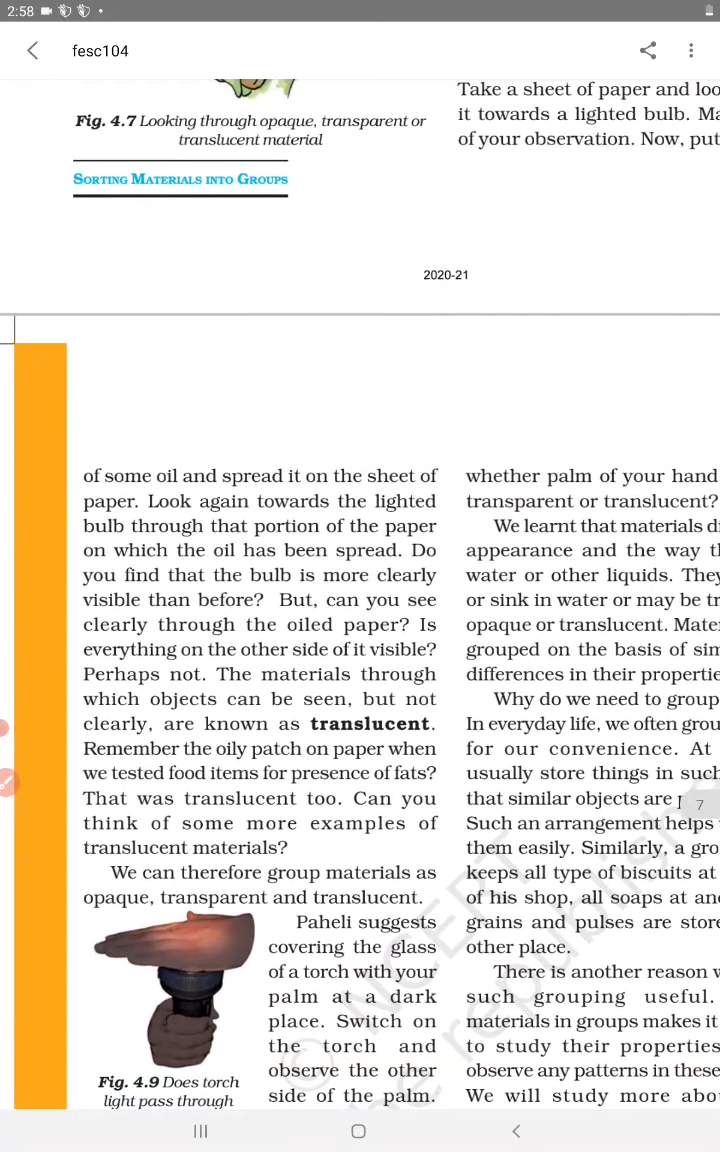 2:58
fesc104
Fig. 4.7 Looking through opaque, transparent or
translucent material
SORTING MATERIALS INTO GROUPS
Take a sheet of paper and
it towards a lighted bulb.
of your observation. Now, put
2020-21
of some oil and spread it on the sheet of
paper. Look again towards the lighted
bulb through that portion of the paper
on which the oil has been spread. Do
you find that the bulb is more clearly
visible than before? But, can you see
clearly through the oiled paper? Is
everything on the other side of it visible?
Perhaps not. The materials through
which objects can be seen, but not
clearly, are known as translucent.
Remember the oily patch on paper when
we tested food items for presence of fats?
That was translucent too. Can you
think of some more examples of
translucent materials?
We can therefore group materials as
opaque, transparent and translucent.
Paheli suggests
covering the glass
of a torch with your
palm at a dark
place. Switch on
the torch and
observe the other
side of the palm.
Fig. 4.9 Does torch
light pass through
whether palm of your hand
transparent or translucent?
We learnt that materials
appearance and the way
water or other liquids. They
or sink in water or may be
opaque or translucent.
grouped on the basis of
differences in their
Why do we need to group
In everyday life, we often
for our convenience. At
usually store things in such
that similar objects are
7
Such an arrangement helps
them easily. Similarly, a
keeps all type of biscuits at
of his shop, all soaps at
grains and pulses are
other place.
There is another reason
such grouping useful.
materials in groups makes it
to study their properties
observe any patterns in these
We will study more
© NCERT